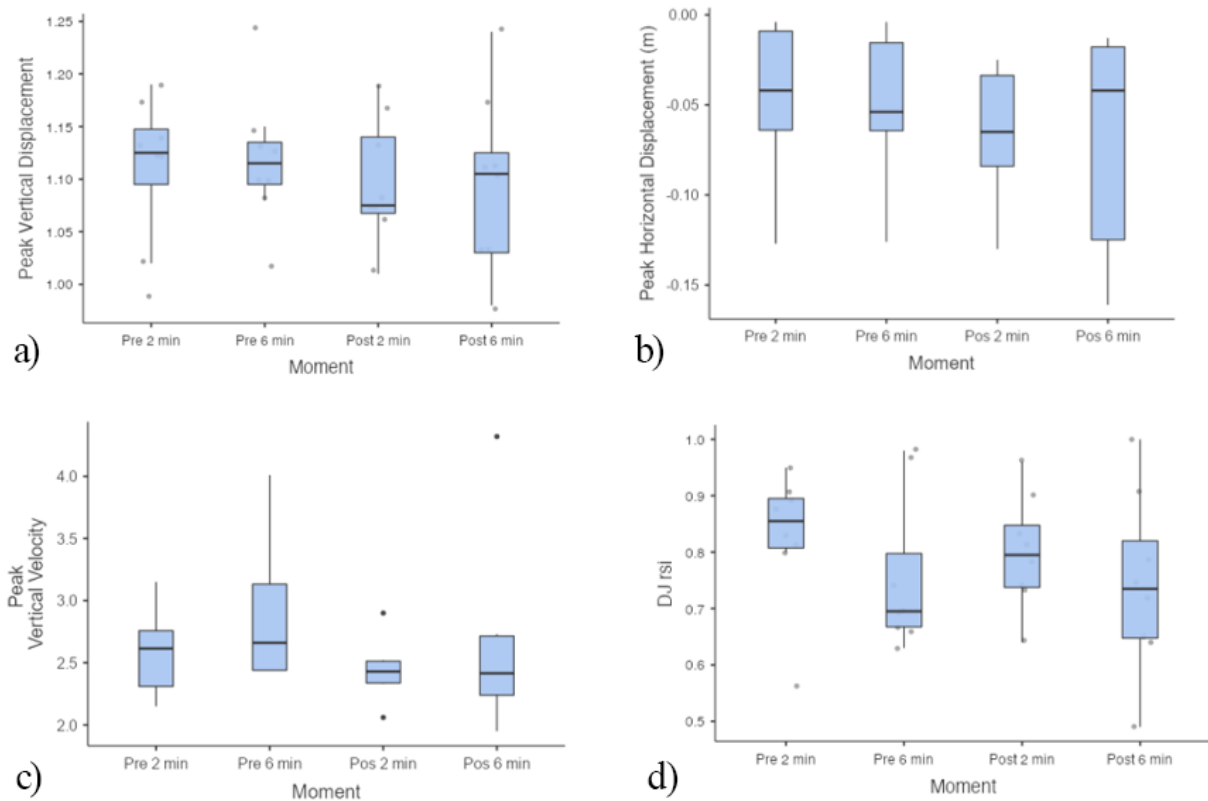 Peak Vertical Displacement
1.25
1.20
1.15
1.10
1.05
1.00
Pre 2 min Pre 6 min Post 2 min Post 6 min
Moment
a)
Peak Horizontal Displacement (m)
0.00
-0.05
-0.10
-0.15
Pre 2 min Pre 6 min Pos 2 min Pos 6 min
Moment
b)
Peak
Vertical Velocity
4.0
3.5
3.0
2.5
2.0
Pre 2 min Pre 6 min Pos 2 min Pos 6 min
Moment
c)
DJ rsi
1.0
0.9
0.8
0.7
0.6
0.5
Pre 2 min Pre 6 min Post 2 min Post 6 min
Moment
d)